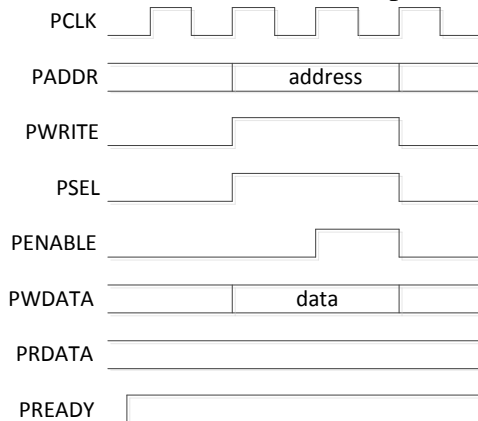 PCLK
PADDR address
PWRITE
PSEL
PENABLE
PWDATA data
PRDATA
PREADY